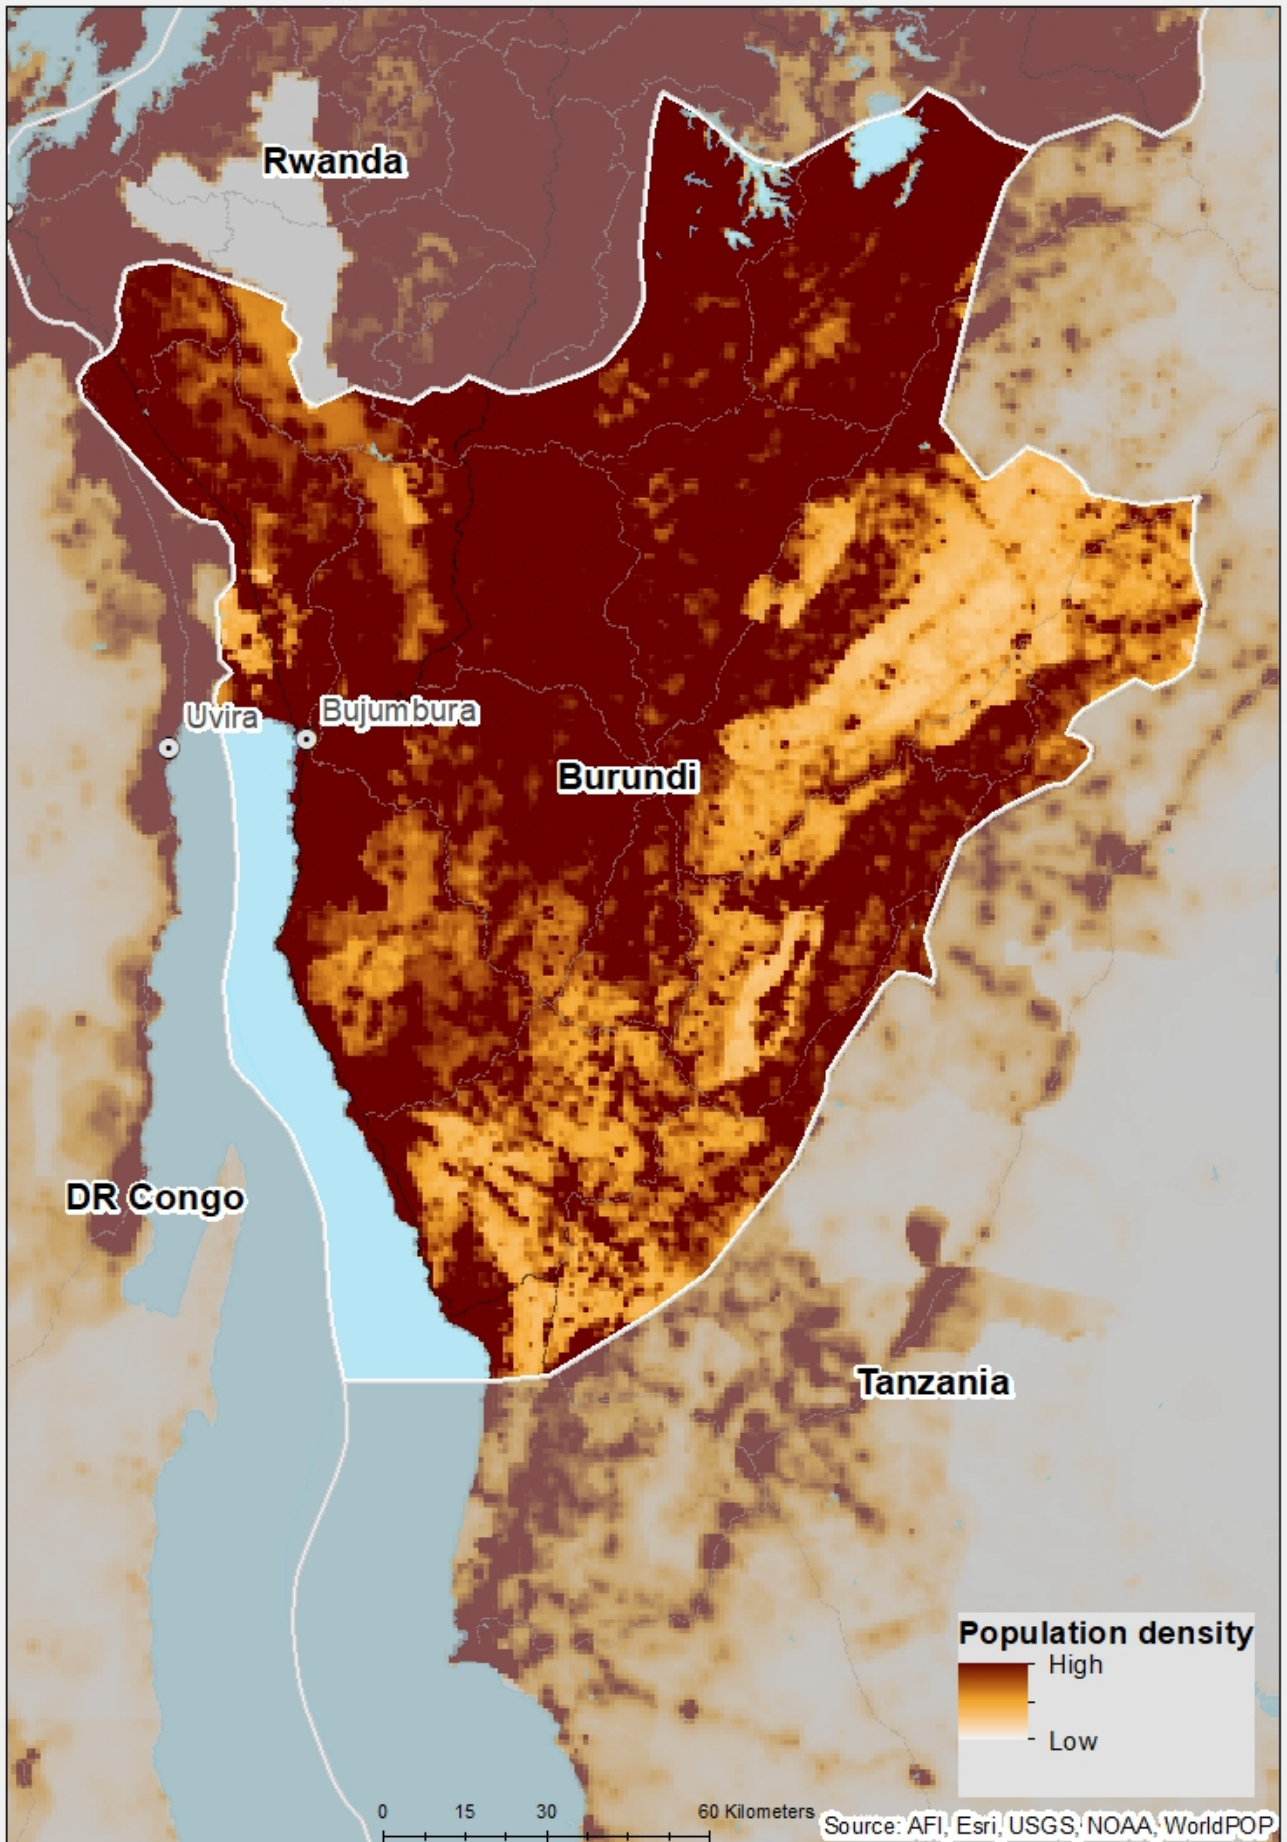 Rwanda
Uvira
Bujumbura
Burundi
DR Congo
Tanzania
Population density
High
Low
0 15 30 60 Kilometers
Source: AFI, Esri, USGS, NOAA, WorldPOP